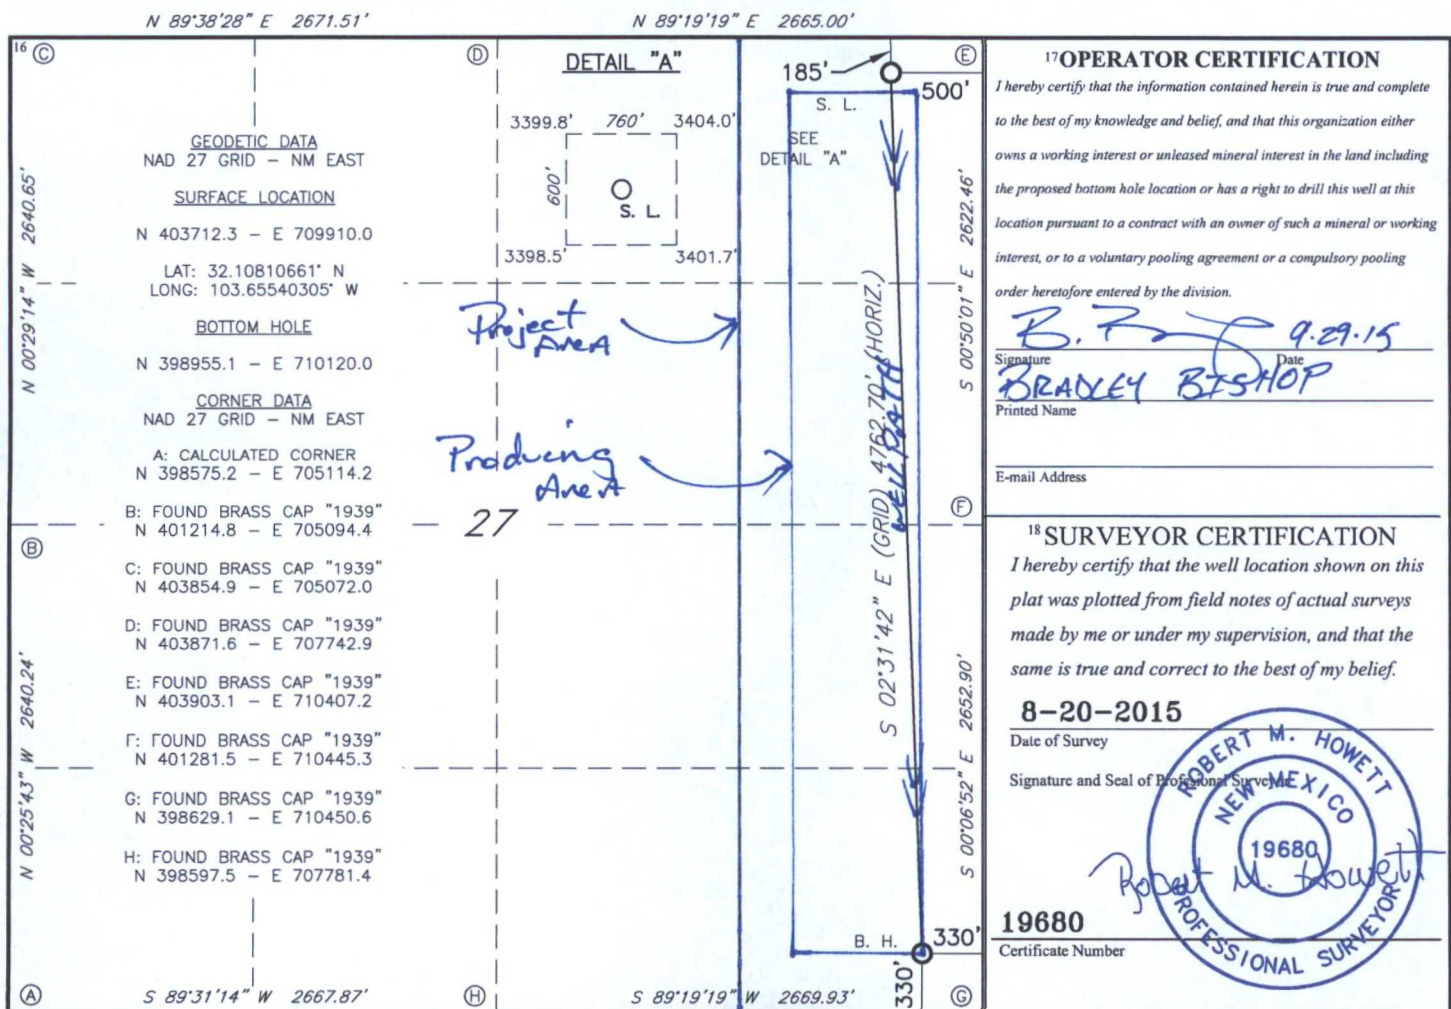 N 89°38'28" E 2671.51'
N 89°19'19" E 2665.00'
16
C
D
E
DETAIL "A"
3399.8' 760' 3404.0'
600'
S. L.
3398.5' 3401.7'
185'
500'
S. L.
SEE
DETAIL "A"
GEODETIC DATA
NAD 27 GRID – NM EAST
SURFACE LOCATION
N 403712.3 – E 709910.0
LAT: 32.10810661° N
LONG: 103.65540305° W
BOTTOM HOLE
N 398955.1 – E 710120.0
CORNER DATA
NAD 27 GRID – NM EAST
A: CALCULATED CORNER
N 398575.2 – E 705114.2
B: FOUND BRASS CAP "1939"
N 401214.8 – E 705094.4
C: FOUND BRASS CAP "1939"
N 403854.9 – E 705072.0
D: FOUND BRASS CAP "1939"
N 403871.6 – E 707742.9
E: FOUND BRASS CAP "1939"
N 403903.1 – E 710407.2
F: FOUND BRASS CAP "1939"
N 401281.5 – E 710445.3
G: FOUND BRASS CAP "1939"
N 398629.1 – E 710450.6
H: FOUND BRASS CAP "1939"
N 398597.5 – E 707781.4
N 00°29'14" W 2640.65'
N 00°25'43" W 2640.24'
Project
Area
Producing
Area
27
S 02°31'42" E (GRID) 4762.70' (HORIZ.)
WELL PATH
S 00°50'01" E 2622.46'
S 00°06'52" E 2652.90'
B
F
B. H.
330'
330'
A
S 89°31'14" W 2667.87'
H
S 89°19'19" W 2669.93'
G
17 OPERATOR CERTIFICATION
I hereby certify that the information contained herein is true and complete
to the best of my knowledge and belief, and that this organization either
owns a working interest or unleased mineral interest in the land including
the proposed bottom hole location or has a right to drill this well at this
location pursuant to a contract with an owner of such a mineral or working
interest, or to a voluntary pooling agreement or a compulsory pooling
order heretofore entered by the division.
9.29.15
Signature Date
BRADLEY BISHOP
Printed Name
E-mail Address
18 SURVEYOR CERTIFICATION
I hereby certify that the well location shown on this
plat was plotted from field notes of actual surveys
made by me or under my supervision, and that the
same is true and correct to the best of my belief.
8-20-2015
Date of Survey
Signature and Seal of Professional Surveyor
ROBERT M. HOWETT
NEW MEXICO
19680
PROFESSIONAL SURVEYOR
Robert M. Howett
19680
Certificate Number